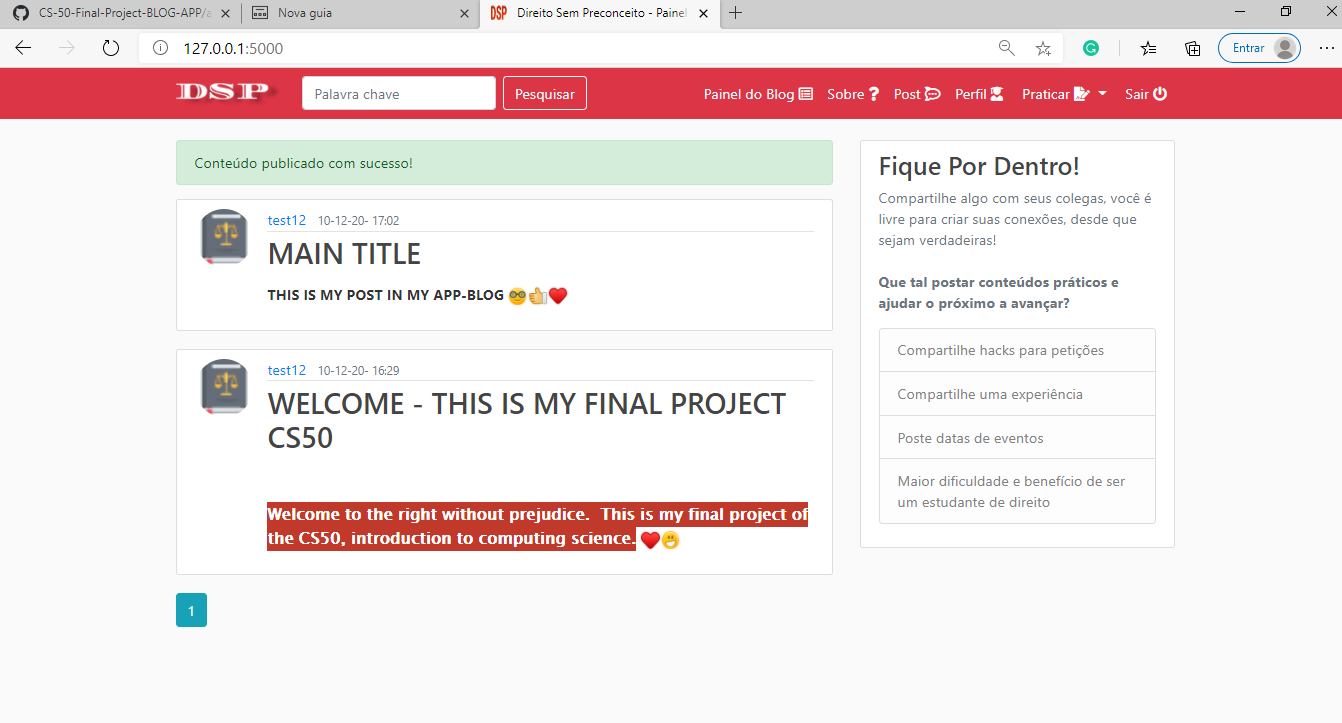 CS-50-Final-Project-BLOG-APP/a
Nova guia
DSP Direito Sem Preconceito - Painel
127.0.0.1:5000
Entrar
DSP
Palavra chave
Pesquisar
Painel do Blog
Sobre
Post
Perfil
Praticar
Sair
Conteúdo publicado com sucesso!
test12 10-12-20- 17:02
MAIN TITLE
THIS IS MY POST IN MY APP-BLOG 🤓👍❤️
test12 10-12-20- 16:29
WELCOME - THIS IS MY FINAL PROJECT
CS50
Welcome to the right without prejudice.  This is my final project of
the CS50, introduction to computing science. ❤️😀
1
Fique Por Dentro!
Compartilhe algo com seus colegas, você é
livre para criar suas conexões, desde que
sejam verdadeiras!
Que tal postar conteúdos práticos e
ajudar o próximo a avançar?
Compartilhe hacks para petições
Compartilhe uma experiência
Poste datas de eventos
Maior dificuldade e benefício de ser
um estudante de direito